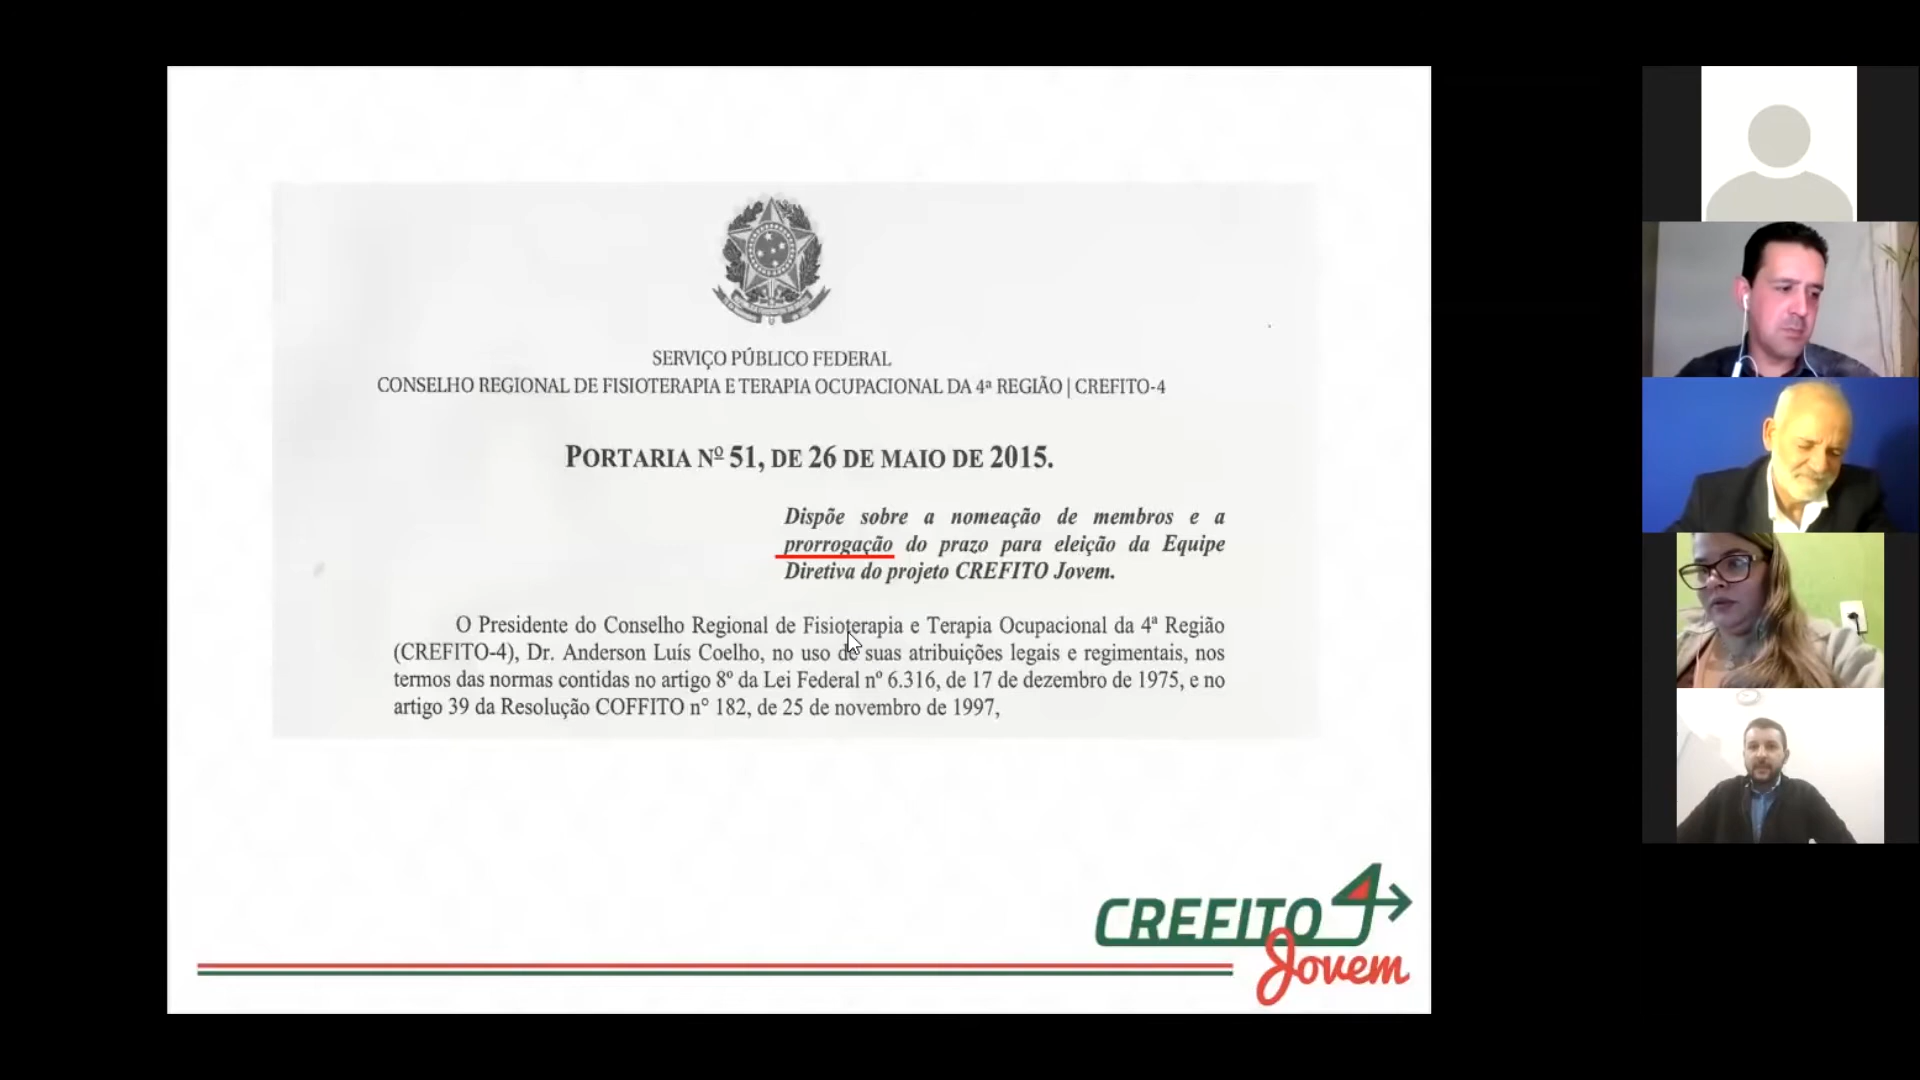 SERVIÇO PÚBLICO FEDERAL
CONSELHO REGIONAL DE FISIOTERAPIA E TERAPIA OCUPACIONAL DA 4ª REGIÃO | CREFITO-4
PORTARIA Nº 51, DE 26 DE MAIO DE 2015.
Dispõe sobre a nomeação de membros e a
prorrogação do prazo para eleição da Equipe
Diretiva do projeto CREFITO Jovem.
O Presidente do Conselho Regional de Fisioterapia e Terapia Ocupacional da 4ª Região
(CREFITO-4), Dr. Anderson Luís Coelho, no uso de suas atribuições legais e regimentais, nos
termos das normas contidas no artigo 8º da Lei Federal nº 6.316, de 17 de dezembro de 1975, e no
artigo 39 da Resolução COFFITO n° 182, de 25 de novembro de 1997,
CREFITO 4
Jovem